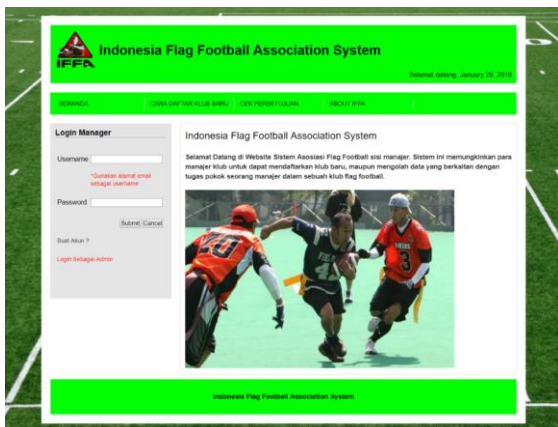 IFFA
Indonesia Flag Football Association System
Selamat datang, January 29, 2018
BERANDA
CARA DAFTAR KLUB BARU
CEK PERSETUJUAN
ABOUT IFFA
Login Manager
Username
*Gunakan alamat email
sebagai username
Password
Submit Cancel
Buat Akun ?
Login Sebagai Admin
Indonesia Flag Football Association System
Selamat Datang di Website Sistem Asosiasi Flag Football sisi manajer. Sistem ini memungkinkan para
manajer klub untuk dapat mendaftarkan klub baru, maupun mengolah data yang berkaitan dengan
tugas pokok seorang manajer dalam sebuah klub flag football.
Indonesia Flag Football Association System